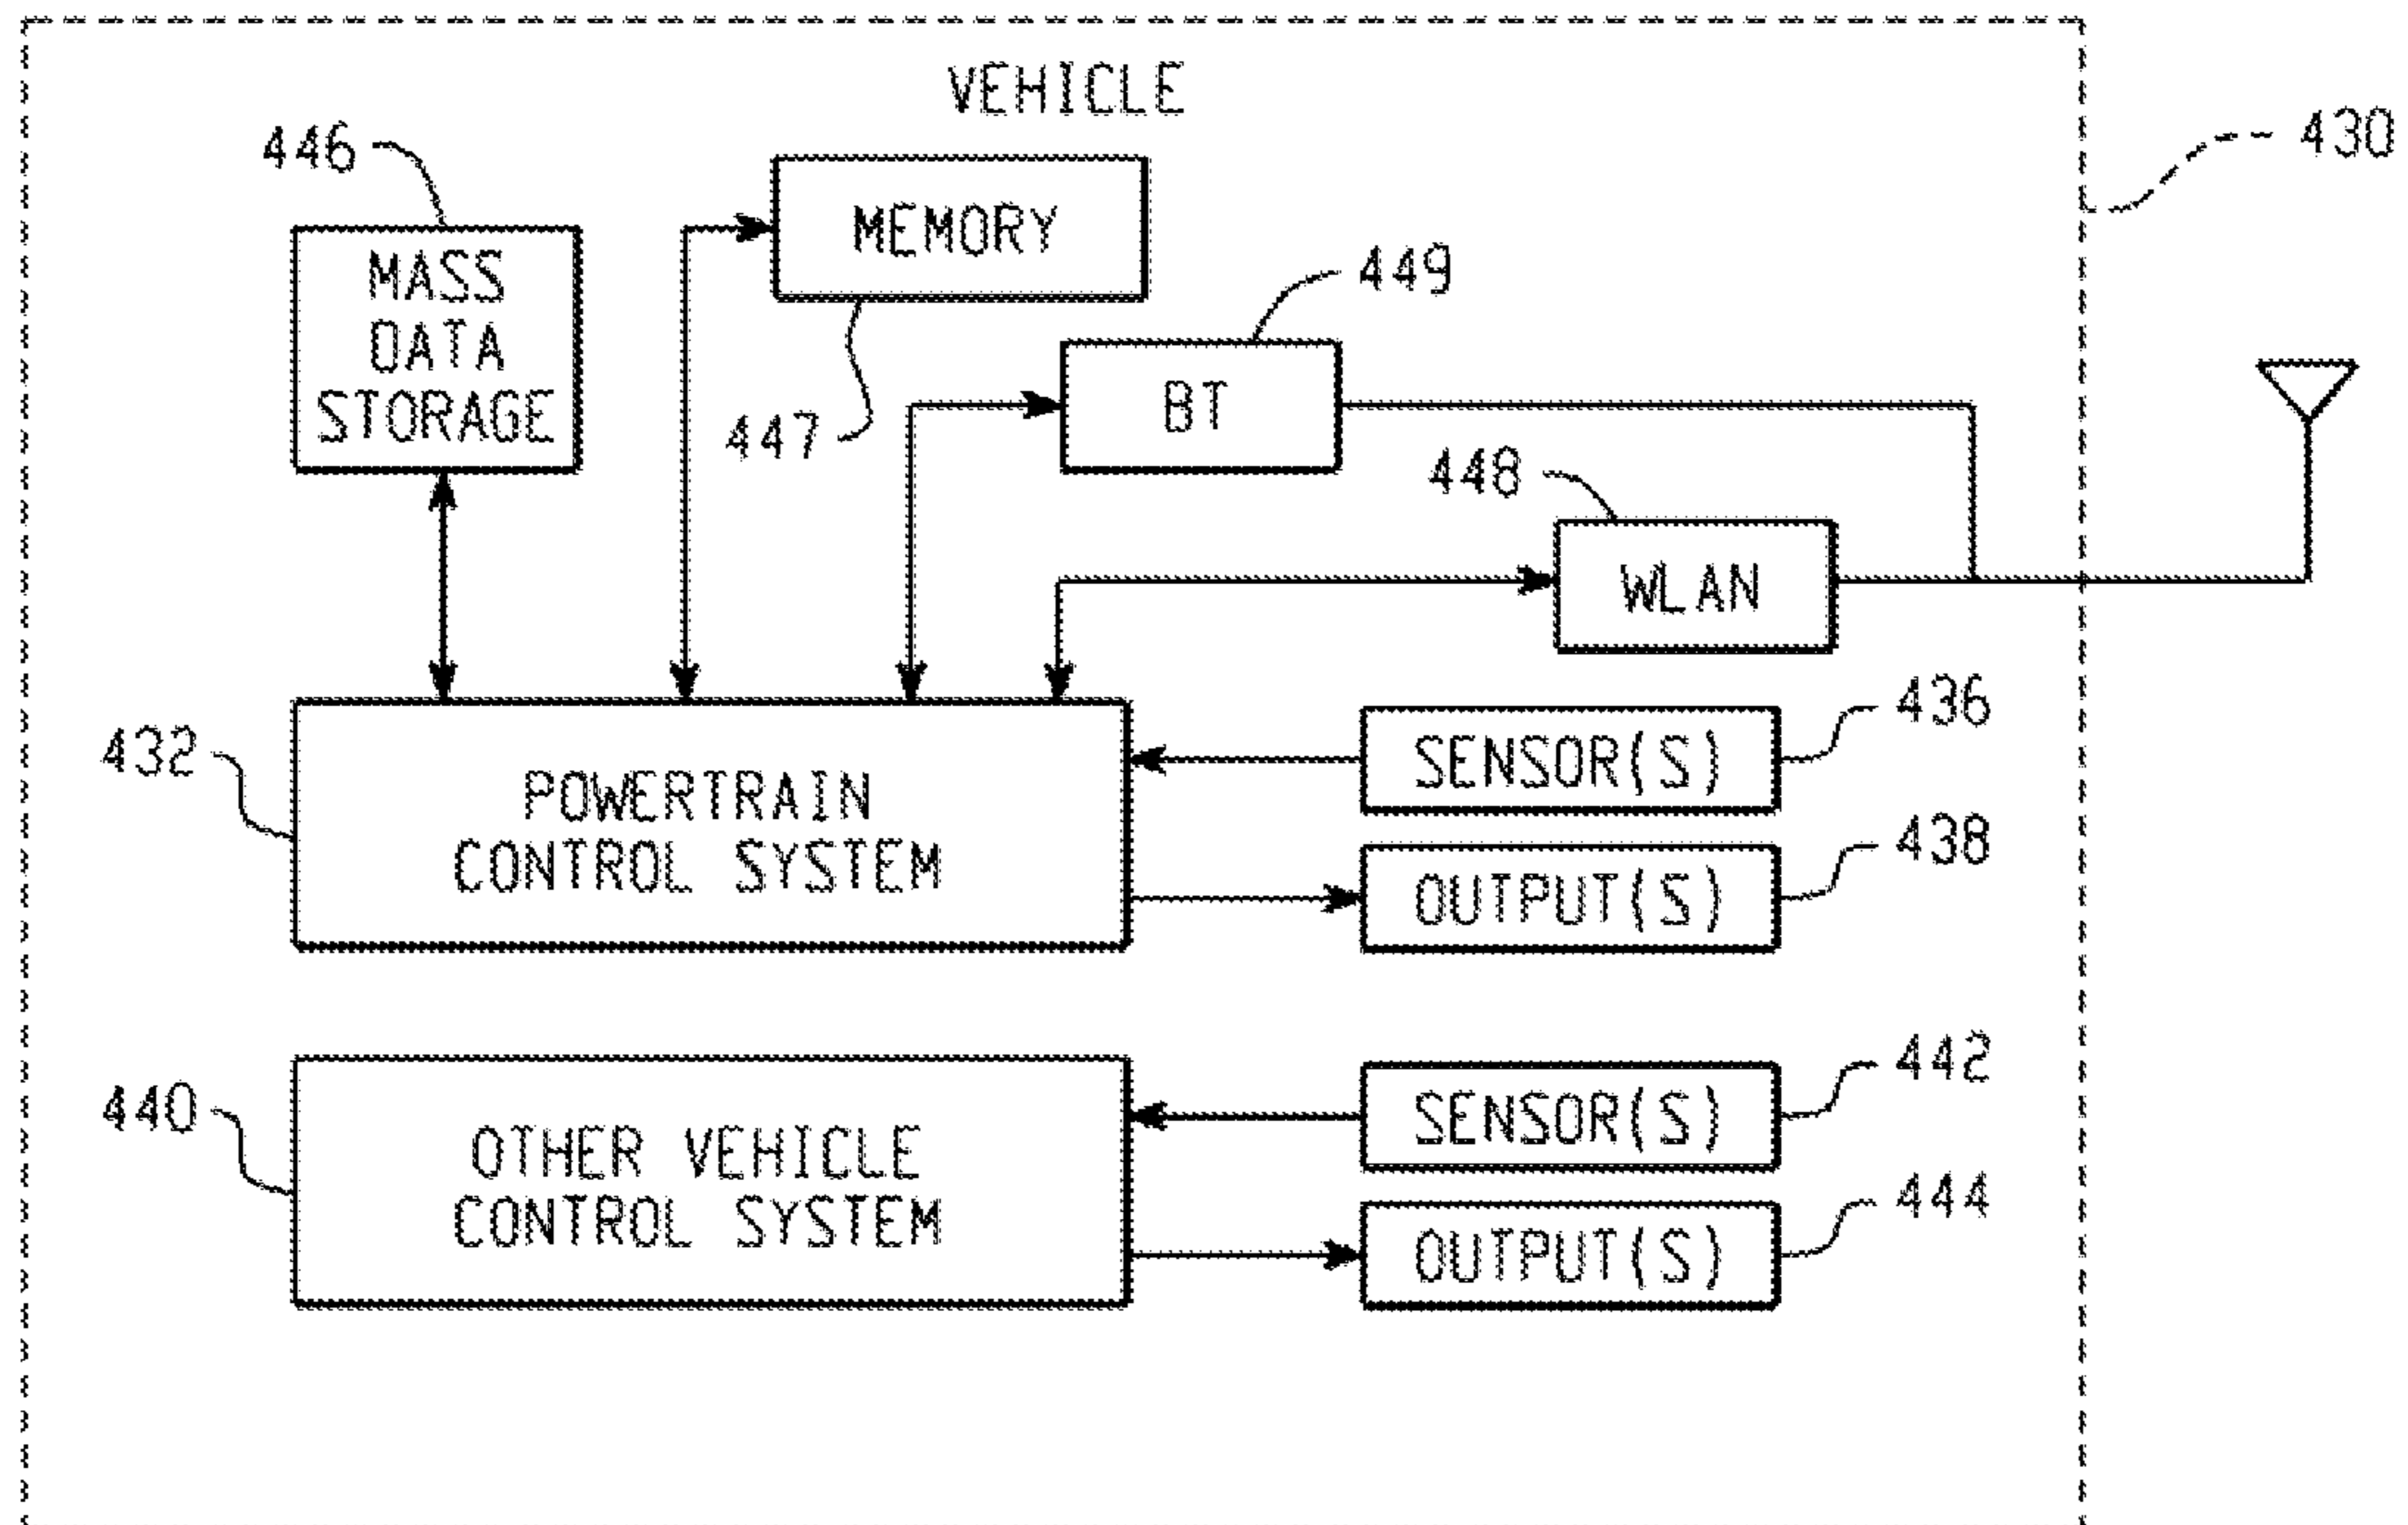 VEHICLE
430
446
MEMORY
MASS
DATA
STORAGE
449
447
BT
448
WLAN
436
432
SENSOR(S)
POWERTRAIN
CONTROL SYSTEM
438
OUTPUT(S)
442
440
SENSOR(S)
OTHER VEHICLE
CONTROL SYSTEM
444
OUTPUT(S)